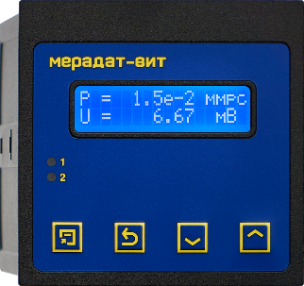 мерадат-вит
P = 1.5e-2 ммрс
U = 6.67 мВ
1
2